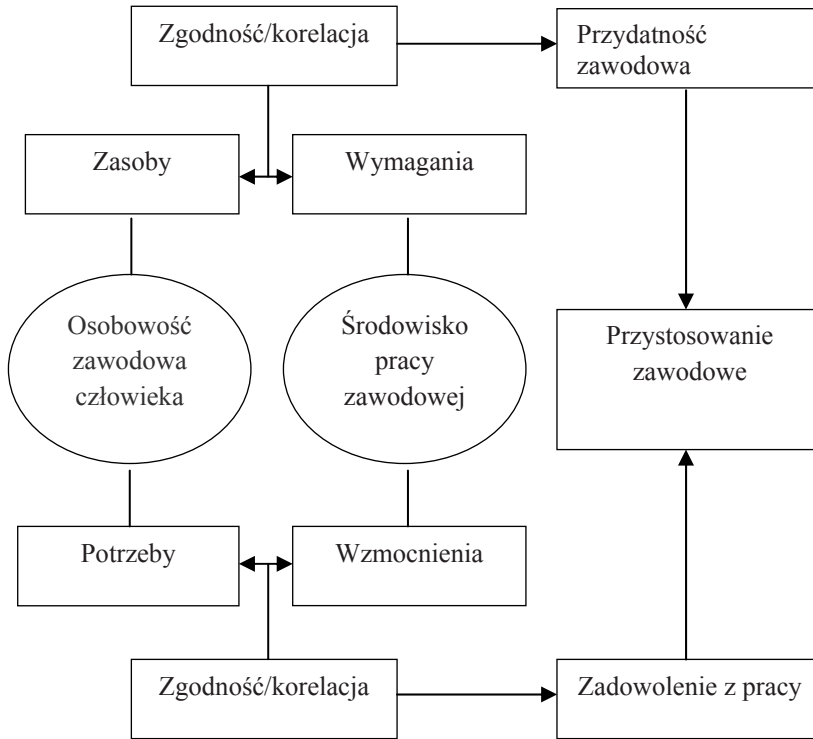 Zgodność/korelacja
Przydatność
zawodowa
Zasoby
Wymagania
Osobowość
zawodowa
człowieka
Środowisko
pracy
zawodowej
Przystosowanie
zawodowe
Potrzeby
Wzmocnienia
Zgodność/korelacja
Zadowolenie z pracy